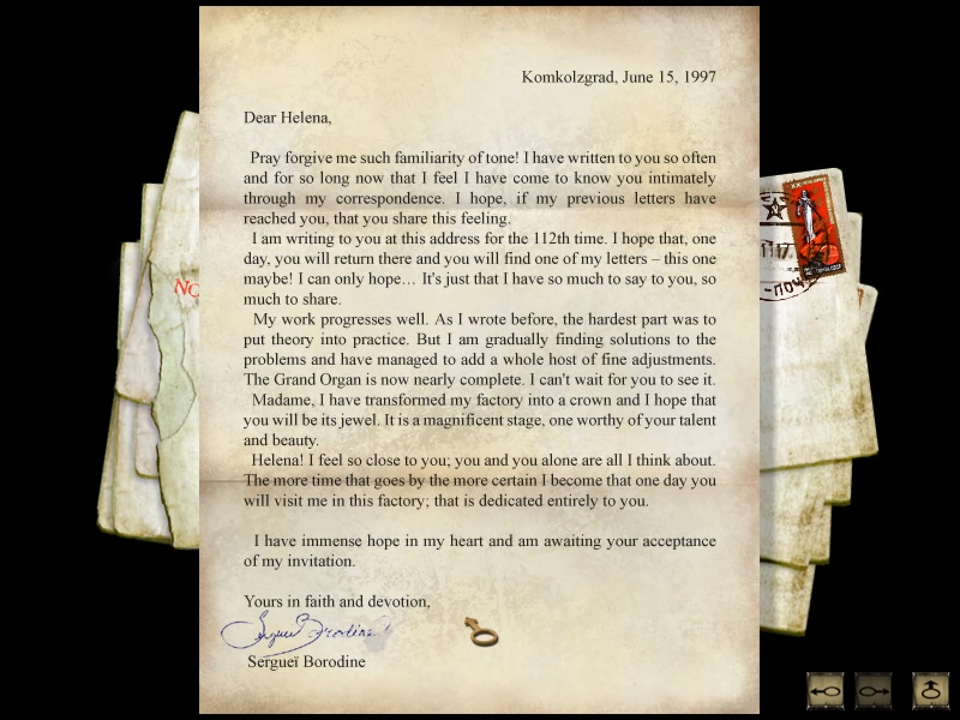 Komkolzgrad, June 15, 1997
Dear Helena,
Pray forgive me such familiarity of tone! I have written to you so often
and for so long now that I feel I have come to know you intimately
through my correspondence. I hope, if my previous letters have
reached you, that you share this feeling.
I am writing to you at this address for the 112th time. I hope that, one
day, you will return there and you will find one of my letters – this one
maybe! I can only hope… It's just that I have so much to say to you, so
much to share.
My work progresses well. As I wrote before, the hardest part was to
put theory into practice. But I am gradually finding solutions to the
problems and have managed to add a whole host of fine adjustments.
The Grand Organ is now nearly complete. I can't wait for you to see it.
Madame, I have transformed my factory into a crown and I hope that
you will be its jewel. It is a magnificent stage, one worthy of your talent
and beauty.
Helena! I feel so close to you; you and you alone are all I think about.
The more time that goes by the more certain I become that one day you
will visit me in this factory; that is dedicated entirely to you.
I have immense hope in my heart and am awaiting your acceptance
of my invitation.
Yours in faith and devotion,
Sergueï Borodine
Sergueï Borodine